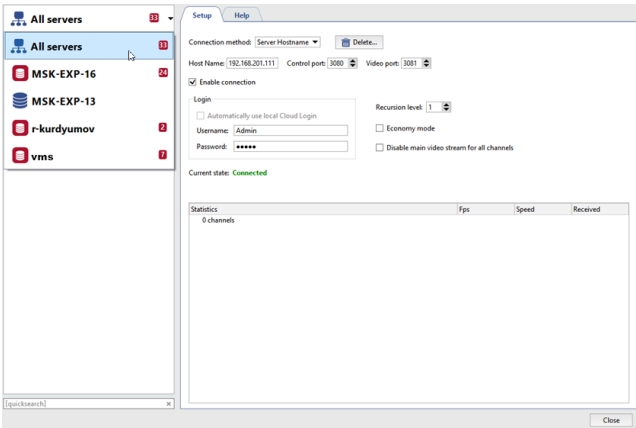 All servers 33
All servers 33
MSK-EXP-16 24
MSK-EXP-13
r-kurdyumov 2
vms 7
[quicksearch]
Setup Help
Connection method: Server Hostname Delete...
Host Name: 192.168.201.111 Control port: 3080 Video port: 3081
Enable connection
Login
Automatically use local Cloud Login
Username: Admin
Password: •••••
Recursion level: 1
Economy mode
Disable main video stream for all channels
Current state: Connected
Statistics Fps Speed Received
0 channels
Close